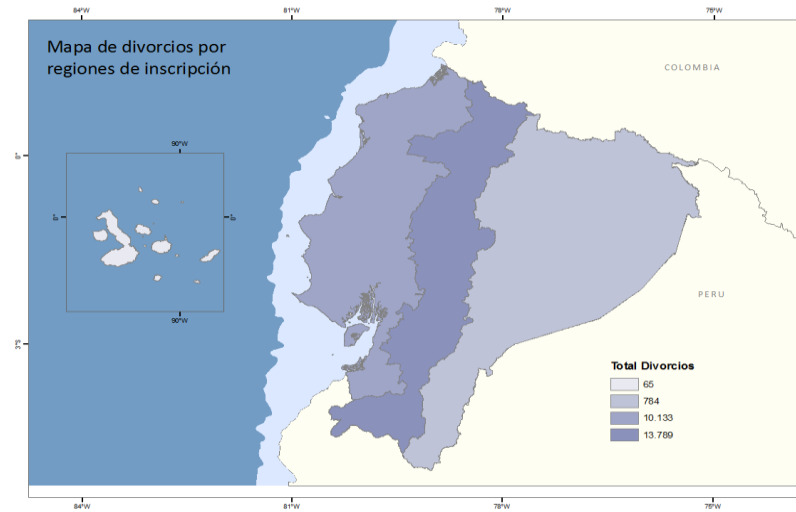 84°W
81°W
78°W
75°W
Mapa de divorcios por
regiones de inscripción
COLOMBIA
90°W
0°
0°
0°
90°W
PERU
3°S
Total Divorcios
65
784
10.133
13.789
84°W
81°W
78°W
75°W